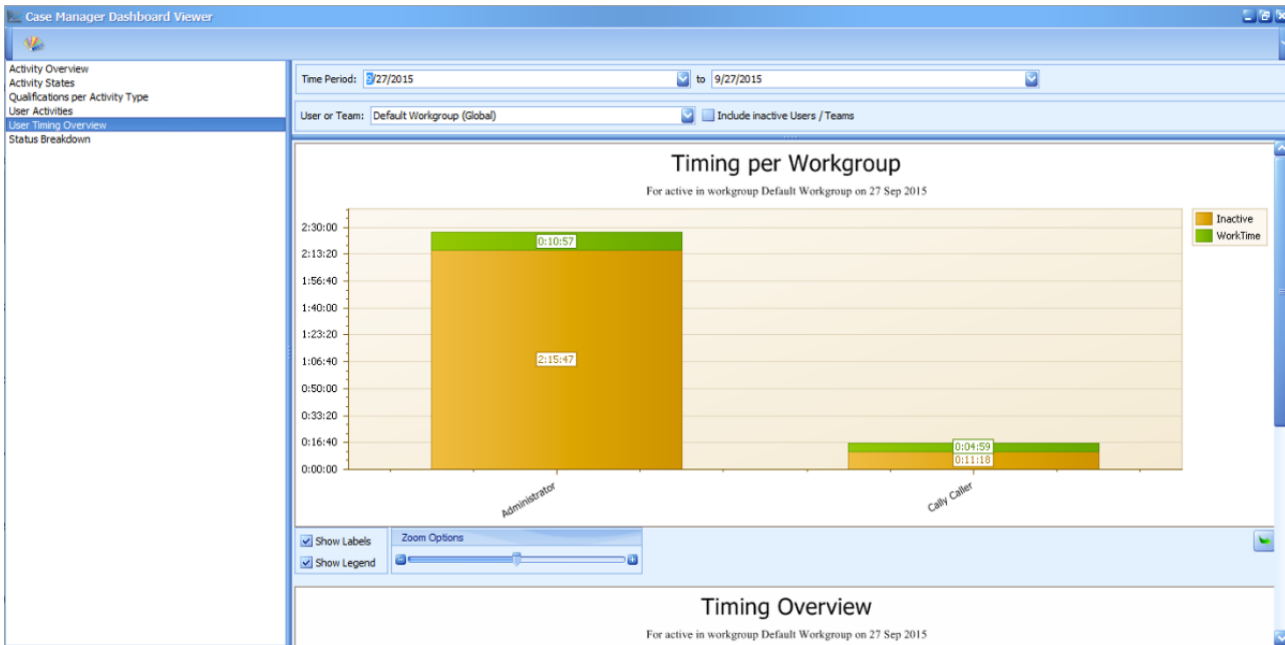 Case Manager Dashboard Viewer
Activity Overview
Activity States
Qualifications per Activity Type
User Activities
User Timing Overview
Status Breakdown
Time Period: 9/27/2015 to 9/27/2015
User or Team: Default Workgroup (Global) Include inactive Users / Teams
Timing per Workgroup
For active in workgroup Default Workgroup on 27 Sep 2015
Inactive
WorkTime
2:30:00
2:13:20
1:56:40
1:40:00
1:23:20
1:06:40
0:50:00
0:33:20
0:16:40
0:00:00
0:10:57
2:15:47
0:04:59
0:11:18
Administrator
Cally Caller
Show Labels
Show Legend
Zoom Options
Timing Overview
For active in workgroup Default Workgroup on 27 Sep 2015